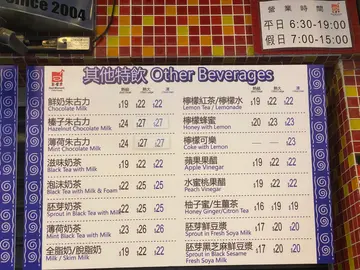 ince 2004
營業時間
平日 6:30-19:00
假日 7:00-15:00
其他特飲 Other Beverages
鮮奶朱古力 $19 $22 $22
Chocolate Milk
榛子朱古力 $24 $27 $27
Hazelnut Chocolate Milk
薄荷朱古力 $24 $27 $27
Mint Chocolate Milk
滋味奶茶 $19 $22 $22
Black Tea with Milk
泡沫奶茶 $22 $25 $25
Black Tea with Milk & Foam
胚芽奶茶 $22 $25 $25
Sprout in Black Tea with Milk
薄荷奶茶 $23 $26 $26
Mint Black Tea with Milk
全脂奶/脫脂奶 $19 $22 $22
Milk / Skim Milk
檸檬紅茶/檸檬水 $19 $22 $22
Lemon Tea / Lemonade
檸檬蜂蜜 $20 $23 $23
Honey with Lemon
檸檬可樂 $23
Coke with Lemon
蘋果果醋 $21 $22 $22
Apple Vinegar
水蜜桃果醋 $21 $22 $22
Peach Vinegar
柚子蜜/生薑茶 $16 $19 $19
Honey Ginger/Citron Tea
胚芽鮮豆漿 $17 $20 $20
Sprout in Fresh Soya Milk
胚芽黑芝麻鮮豆漿 $17 $20 $20
Sprout in Black Sesame
Fresh Soya Milk